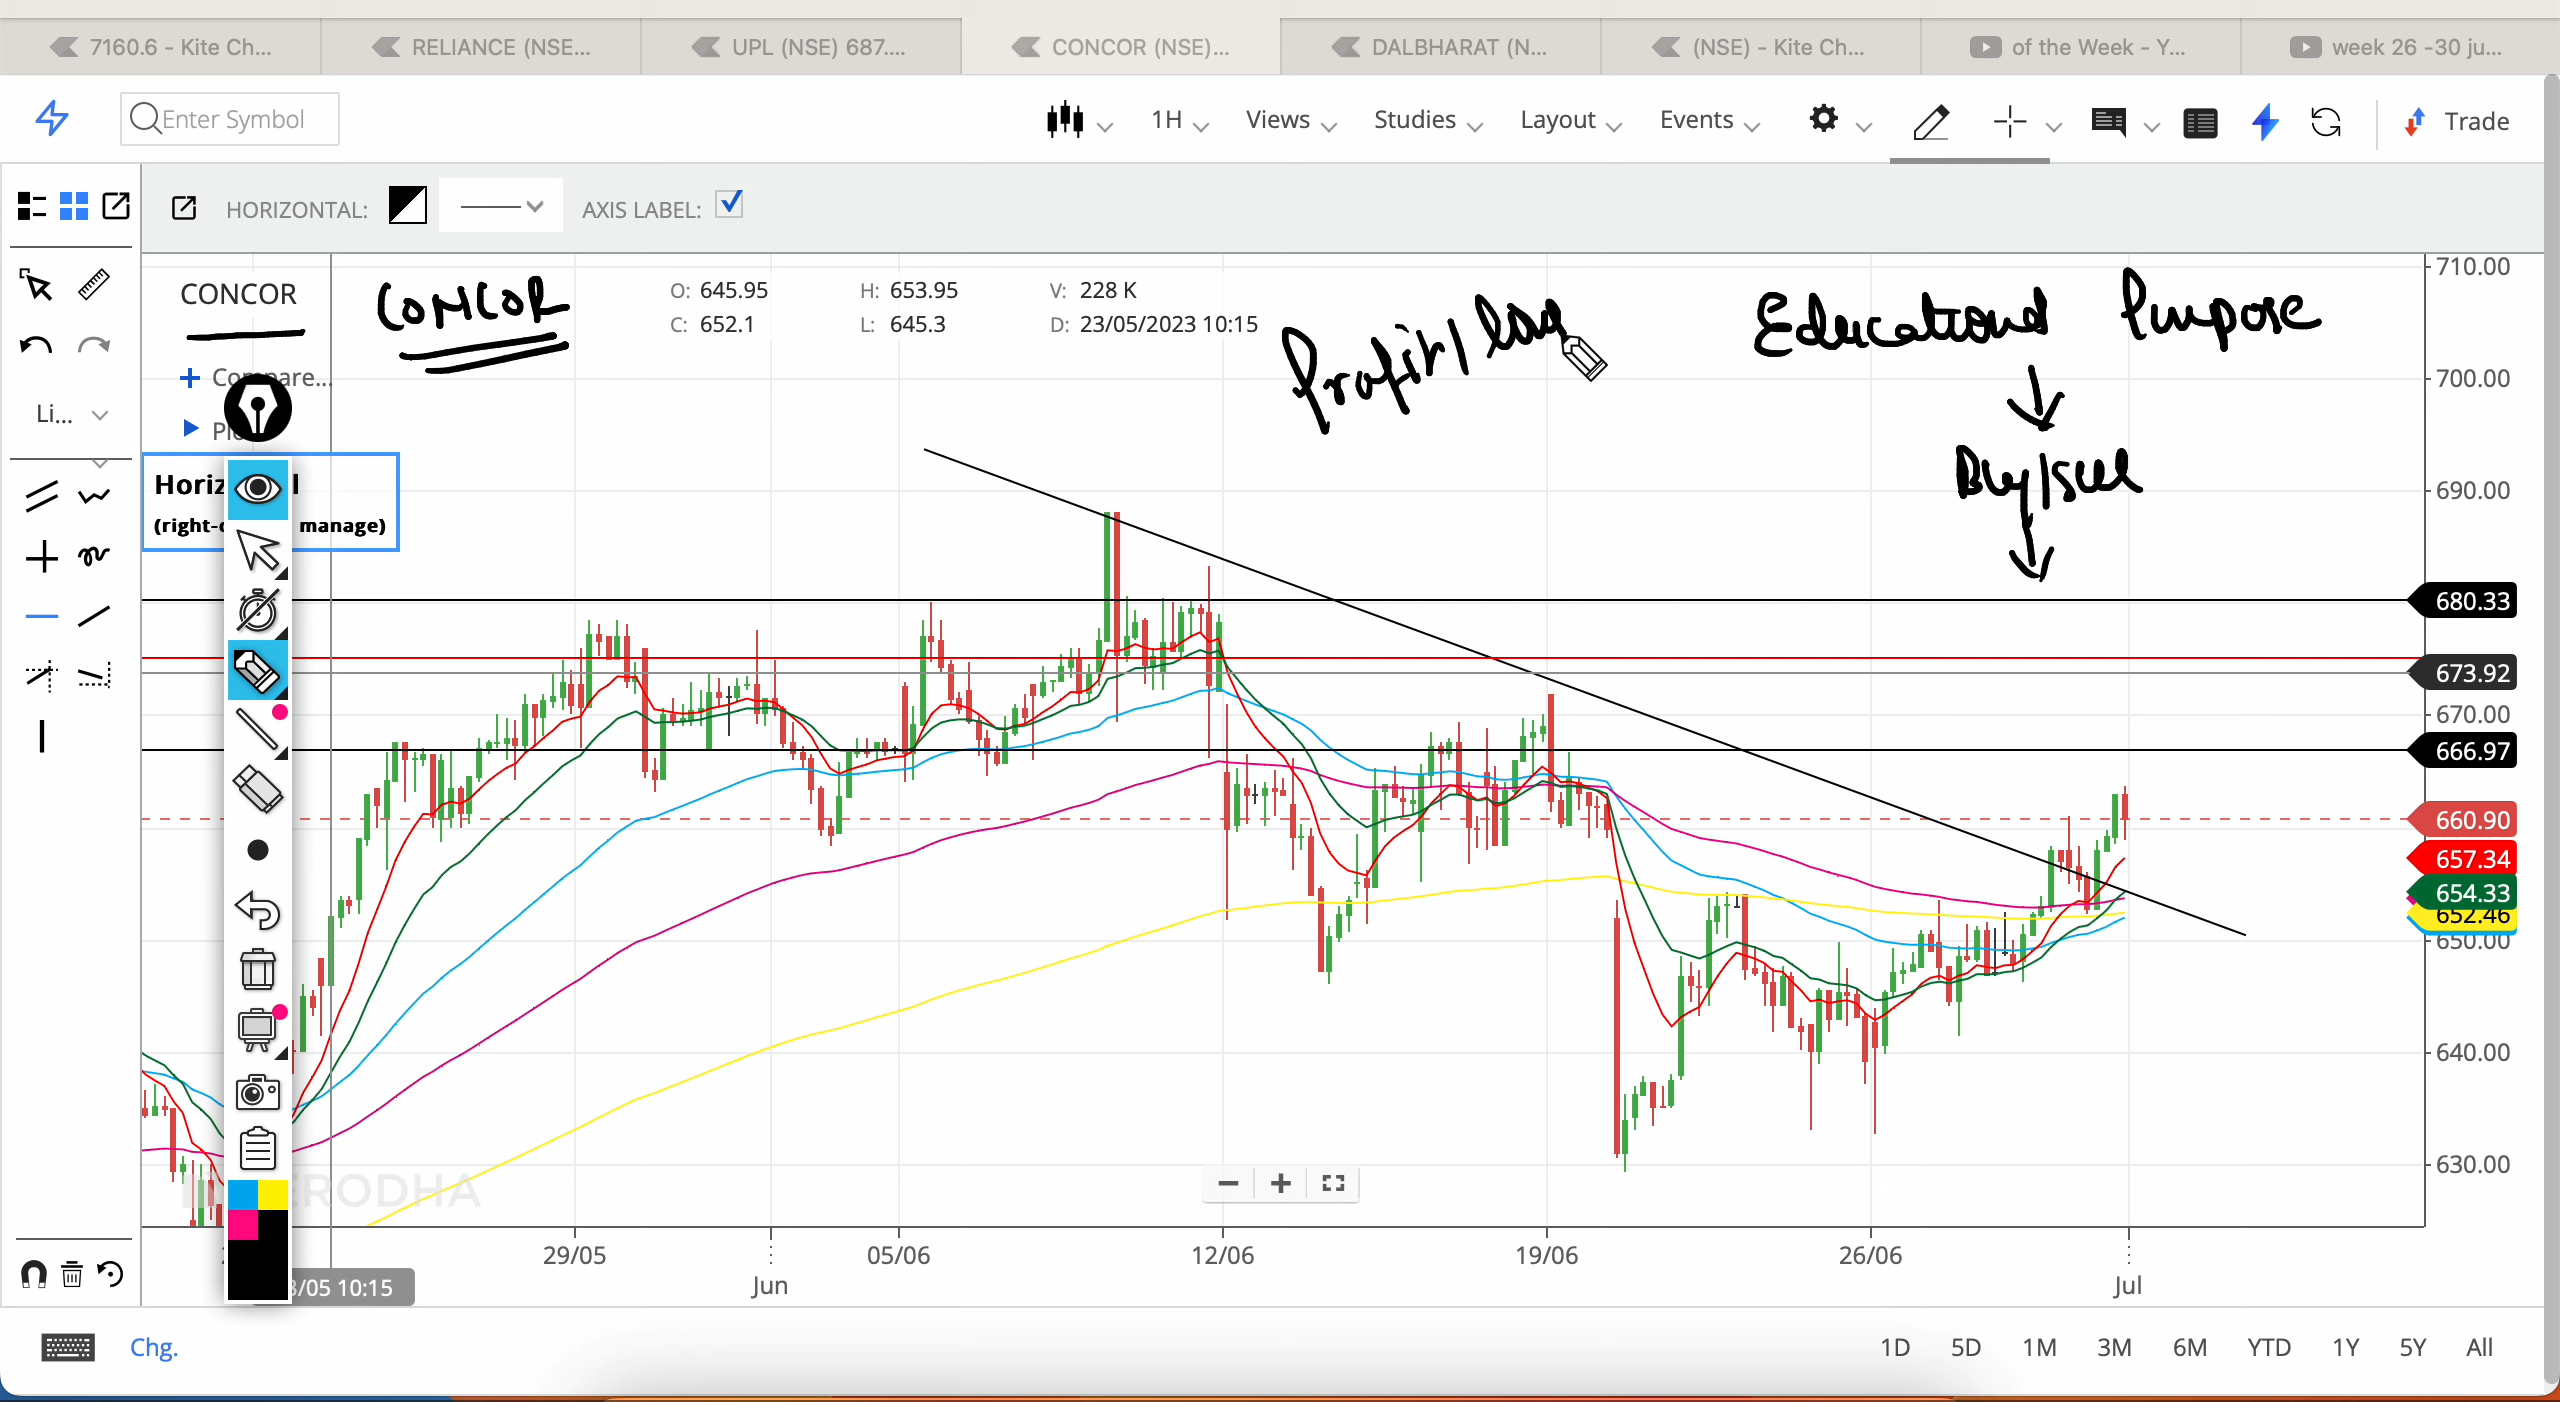 7160.6 - Kite Ch...
RELIANCE (NSE...
UPL (NSE) 687....
CONCOR (NSE)...
DALBHARAT (N...
(NSE) - Kite Ch...
of the Week - Y...
week 26 -30 ju...
Enter Symbol
1H
Views
Studies
Layout
Events
Trade
HORIZONTAL:
AXIS LABEL:
CONCOR
CONCOR
O: 645.95 H: 653.95 V: 228 K
C: 652.1 L: 645.3 D: 23/05/2023 10:15
Profit/
Educational Purpose
Buy/sell
Compare...
Li...
manage)
710.00
700.00
690.00
680.33
673.92
670.00
666.97
660.90
657.34
654.33
652.46
650.00
640.00
630.00
29/05
05/06
12/06
19/06
26/06
Jun
Jul
/05 10:15
Chg.
1D 5D 1M 3M 6M YTD 1Y 5Y All